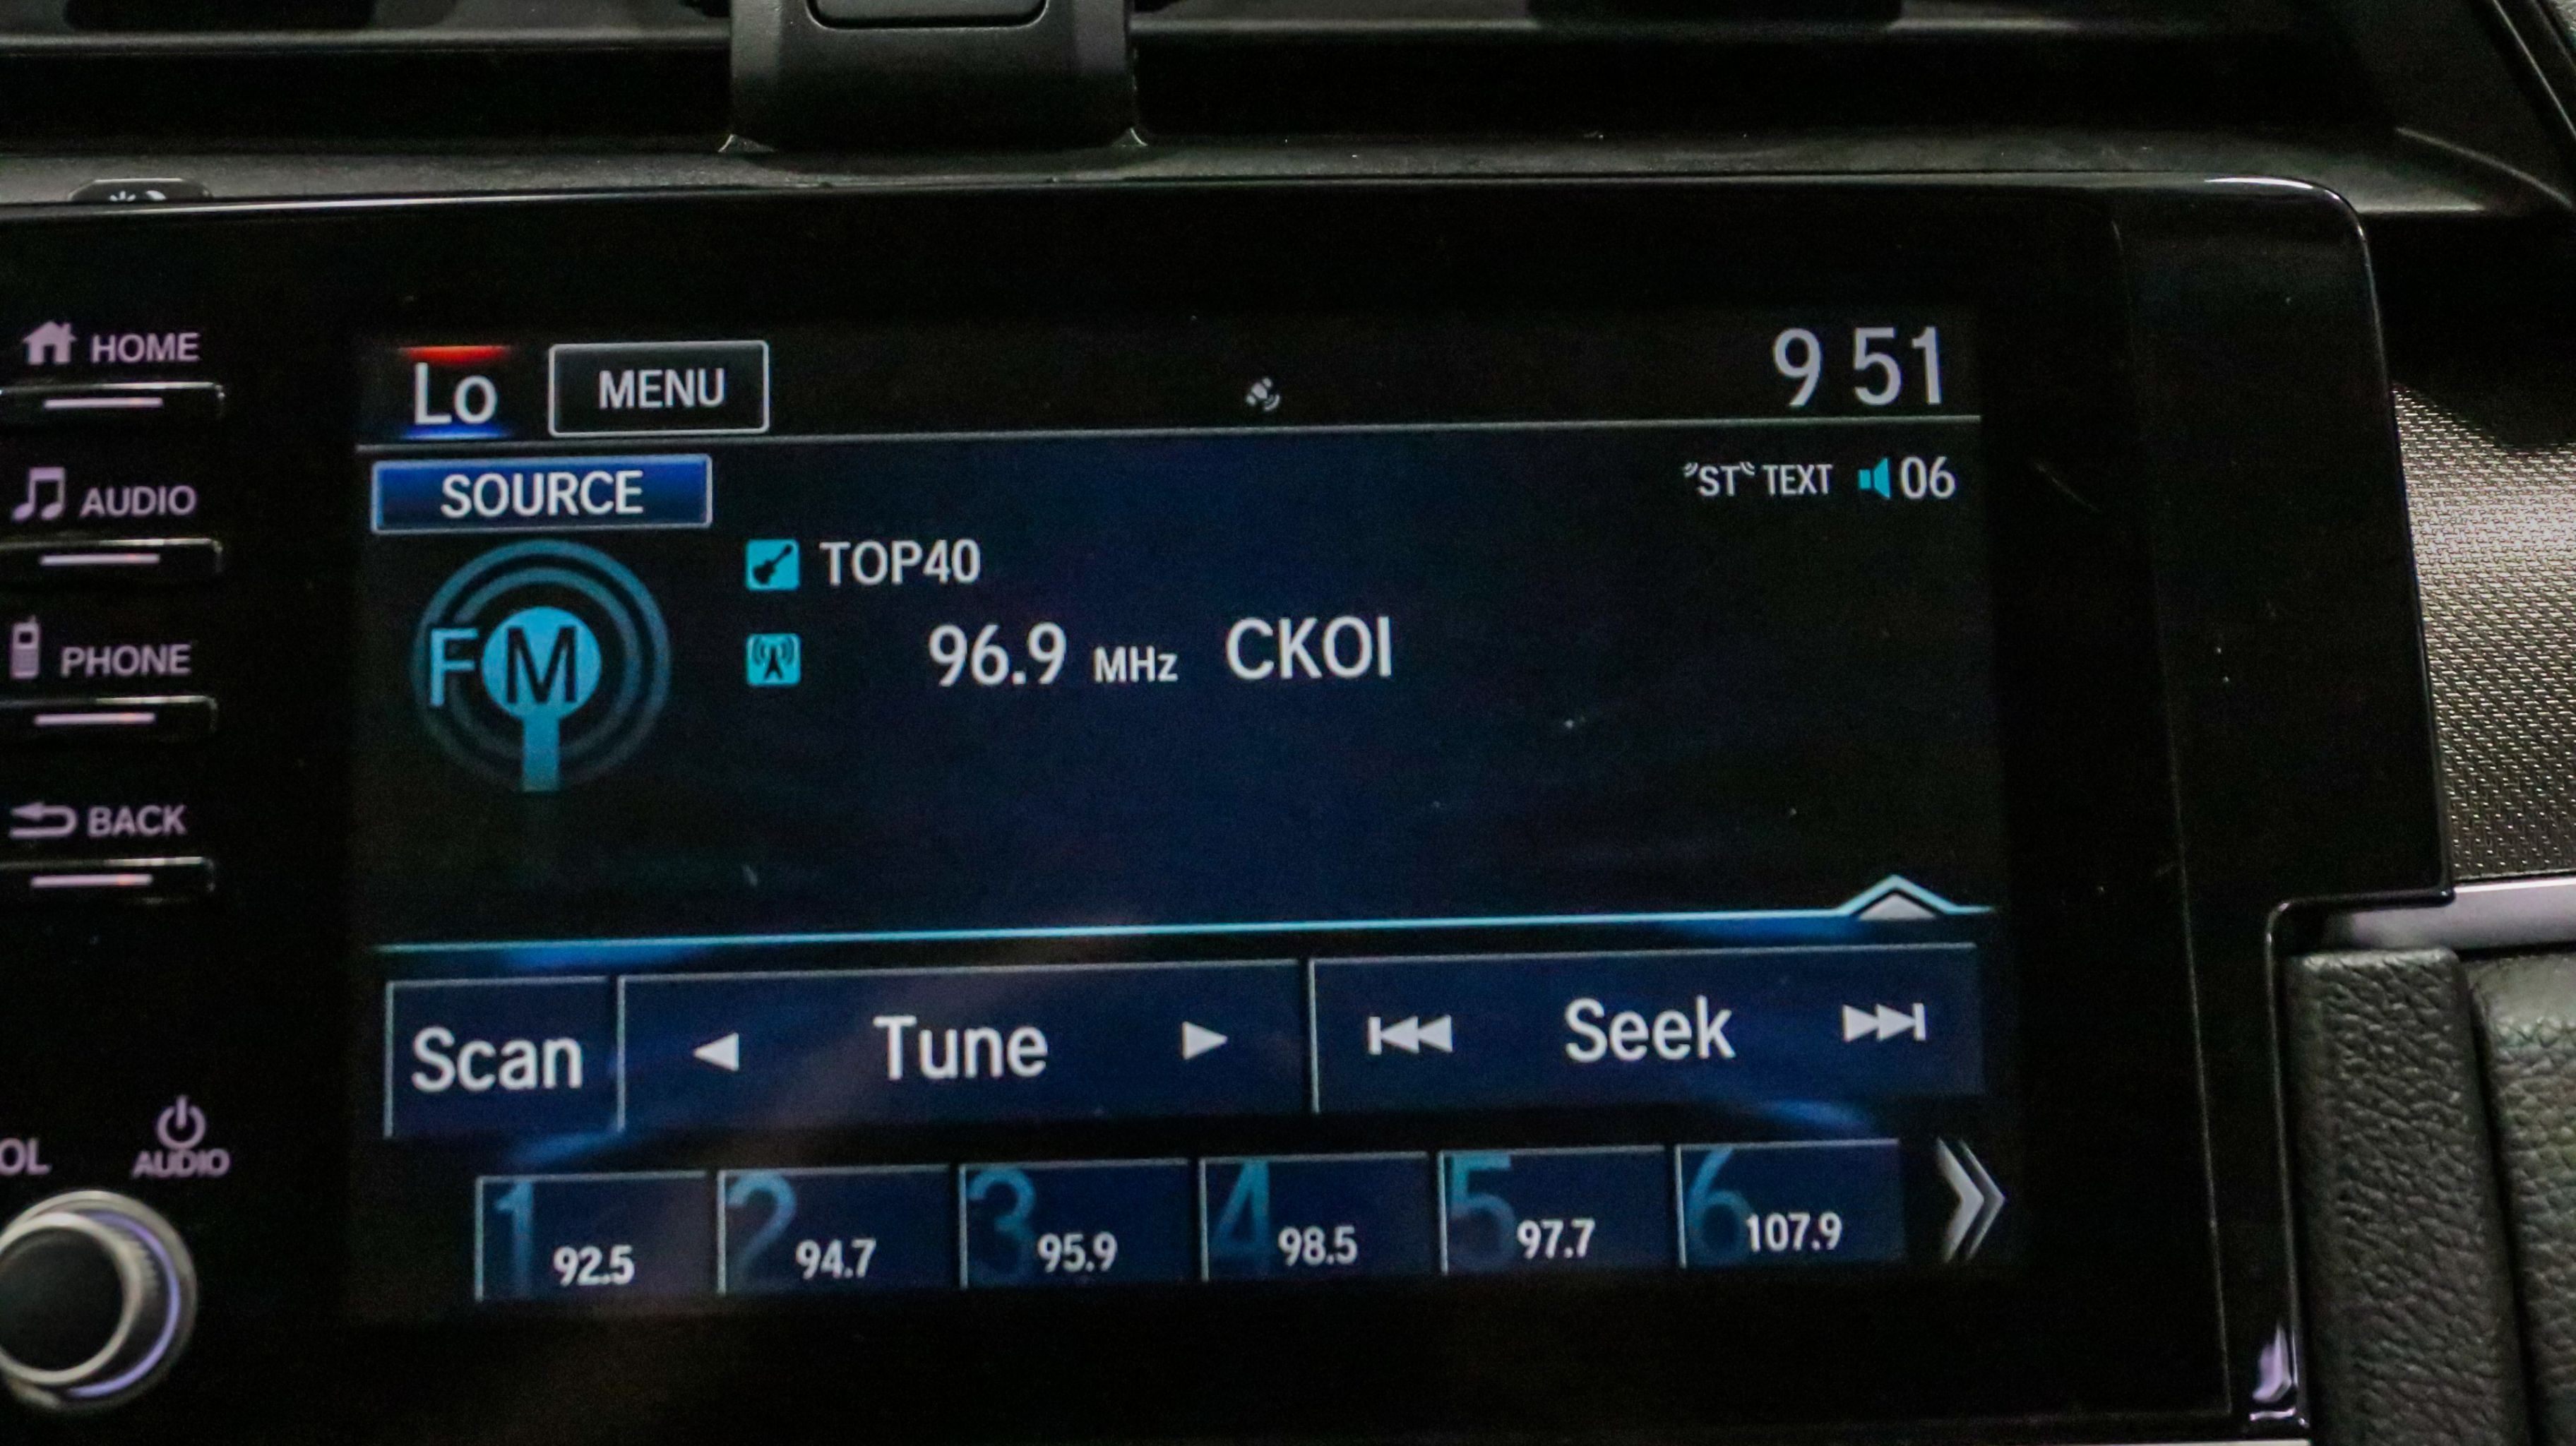 HOME
AUDIO
PHONE
BACK
OL
AUDIO
Lo MENU 9 51
SOURCE ST TEXT 06
TOP40
FM 96.9 MHz CKOI
Scan Tune Seek
1 92.5 2 94.7 3 95.9 4 98.5 5 97.7 6 107.9